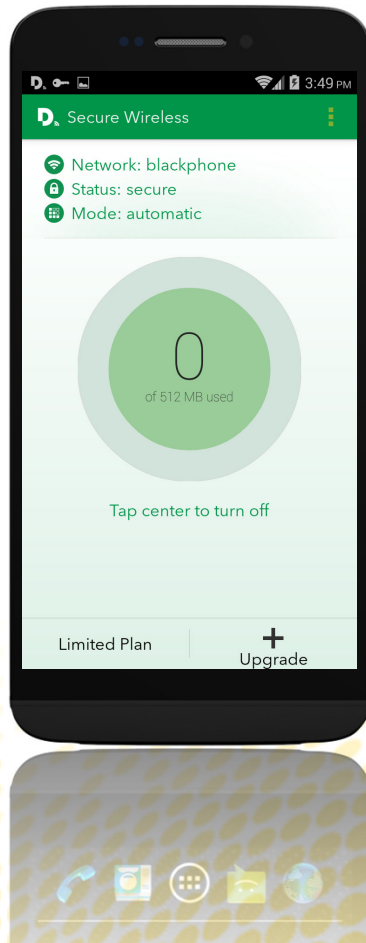 D. 3:49 PM
D. Secure Wireless
Network: blackphone
Status: secure
Mode: automatic
0
of 512 MB used
Tap center to turn off
Limited Plan
Upgrade